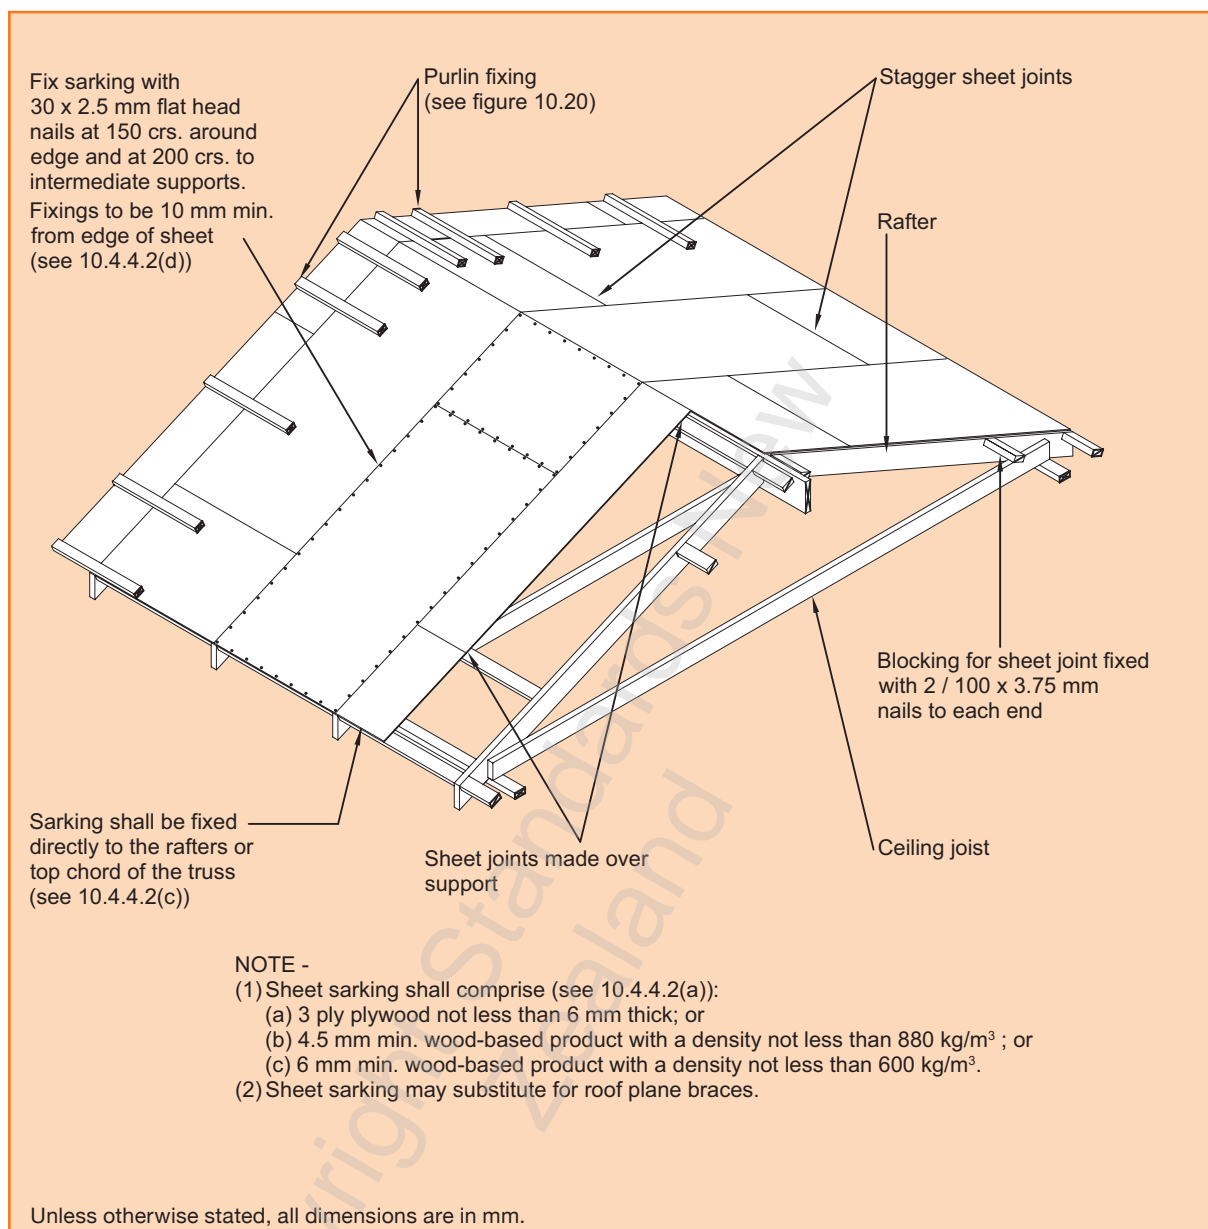 Fix sarking with
30 x 2.5 mm flat head
nails at 150 crs. around
edge and at 200 crs. to
intermediate supports.
Fixings to be 10 mm min.
from edge of sheet
(see 10.4.4.2(d))
Purlin fixing
(see figure 10.20)
Stagger sheet joints
Rafter
Blocking for sheet joint fixed
with 2 / 100 x 3.75 mm
nails to each end
Ceiling joist
Sheet joints made over
support
Sarking shall be fixed
directly to the rafters or
top chord of the truss
(see 10.4.4.2(c))
NOTE -
(1) Sheet sarking shall comprise (see 10.4.4.2(a)):
(a) 3 ply plywood not less than 6 mm thick; or
(b) 4.5 mm min. wood-based product with a density not less than 880 kg/m³ ; or
(c) 6 mm min. wood-based product with a density not less than 600 kg/m³.
(2) Sheet sarking may substitute for roof plane braces.
Unless otherwise stated, all dimensions are in mm.
Standards New
Zealand